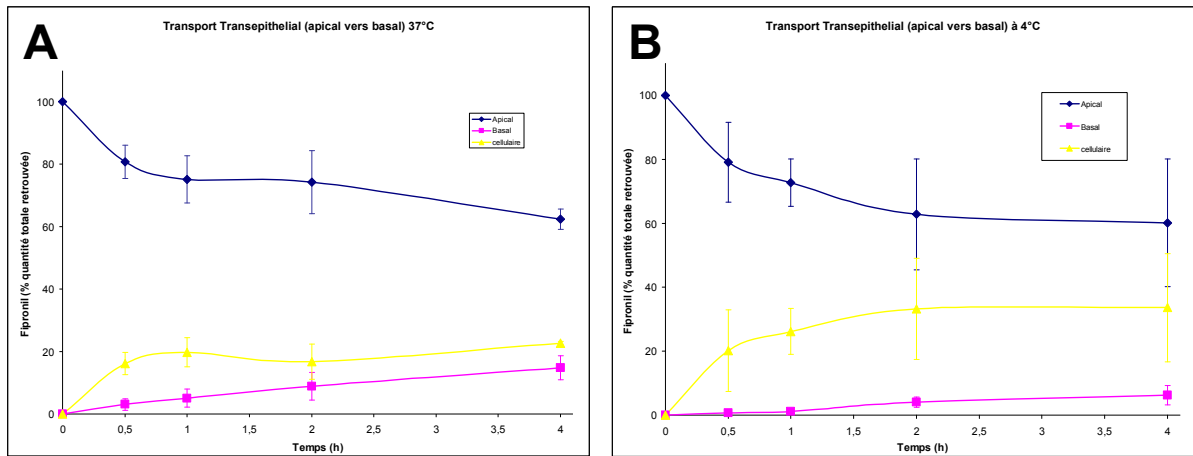 A
Transport Transepithelial (apical vers basal) 37°C
Fipronil (% quantité totale retrouvée)
100
80
60
40
20
0
Apical
Basal
cellulaire
0 0,5 1 1,5 2 2,5 3 3,5 4
Temps (h)
B
Transport Transepithelial (apical vers basal) à 4°C
Fipronil (% quantité totale retrouvée)
100
80
60
40
20
0
Apical
Basal
cellulaire
0 0,5 1 1,5 2 2,5 3 3,5 4
Temps (h)